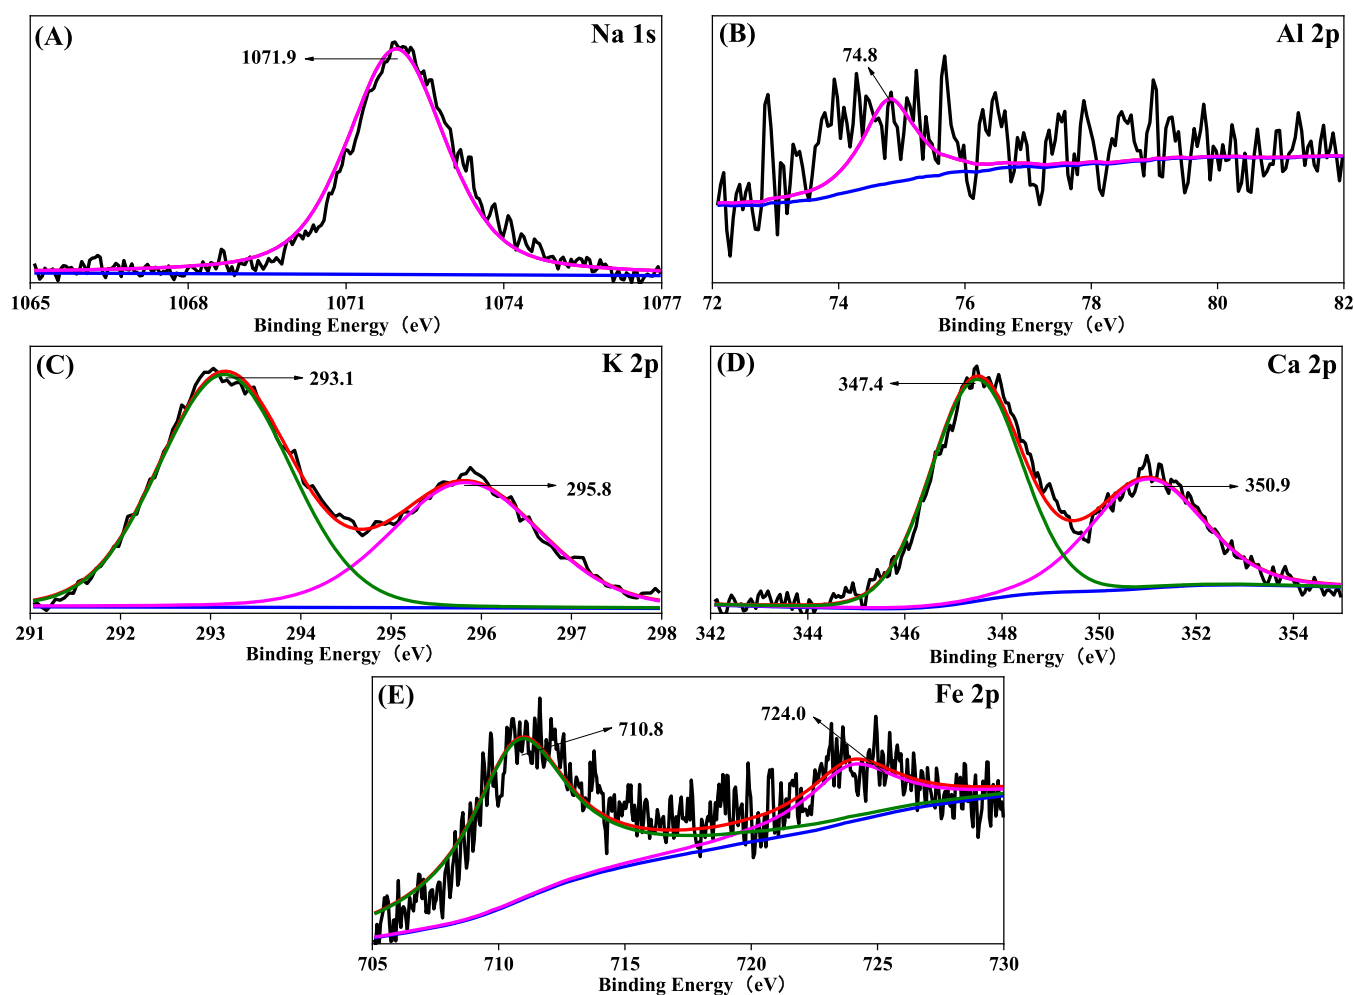 (A) Na 1s
1071.9
1065 1068 1071 1074 1077
Binding Energy (eV)
(B) Al 2p
74.8
72 74 76 78 80 82
Binding Energy (eV)
(C) K 2p
293.1
295.8
291 292 293 294 295 296 297 298
Binding Energy (eV)
(D) Ca 2p
347.4
350.9
342 344 346 348 350 352 354
Binding Energy (eV)
(E) Fe 2p
710.8
724.0
705 710 715 720 725 730
Binding Energy (eV)